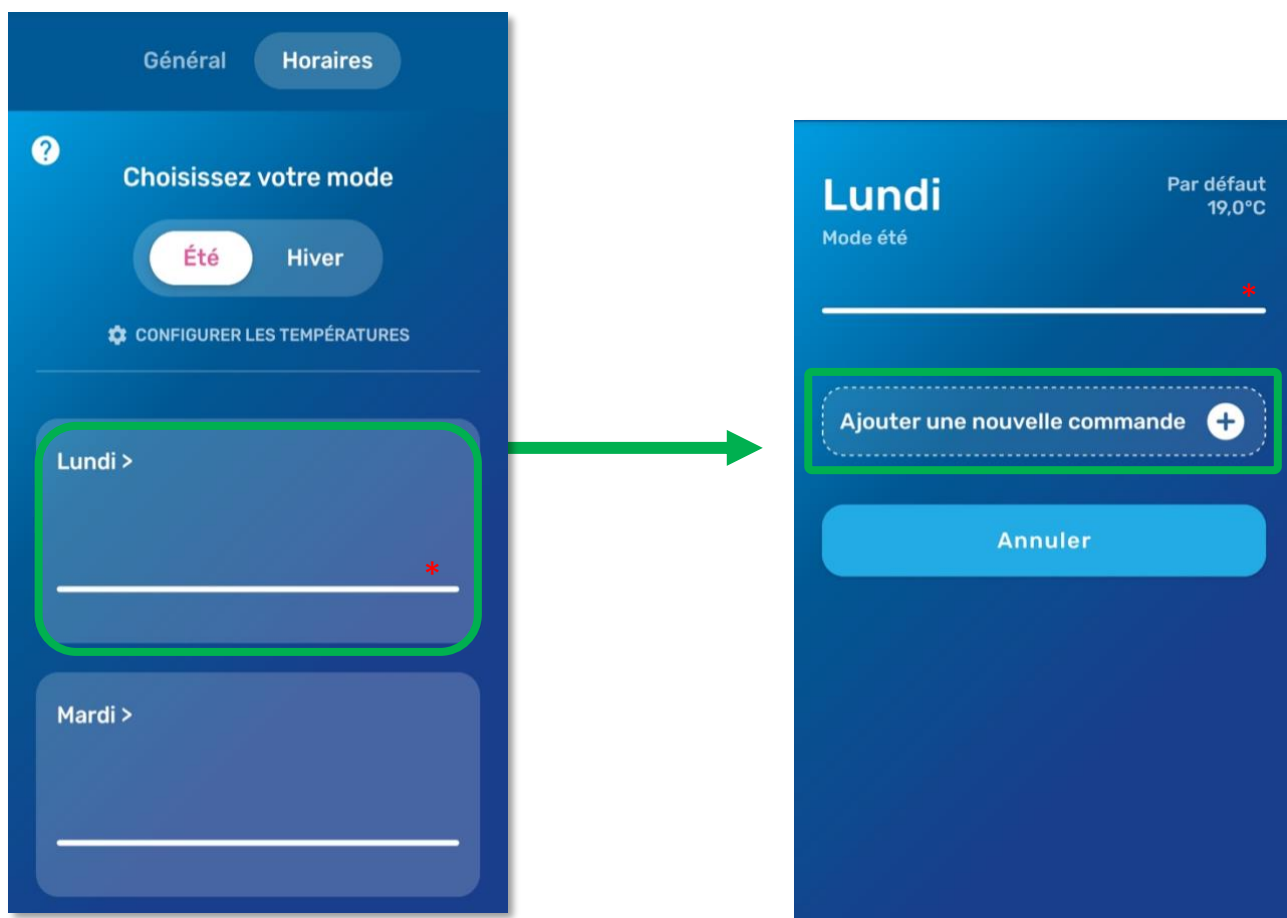 Général Horaires
?
Choisissez votre mode
Été Hiver
CONFIGURER LES TEMPÉRATURES
Lundi >
*
Mardi >
Lundi
Par défaut
19,0°C
Mode été
*
Ajouter une nouvelle commande +
Annuler